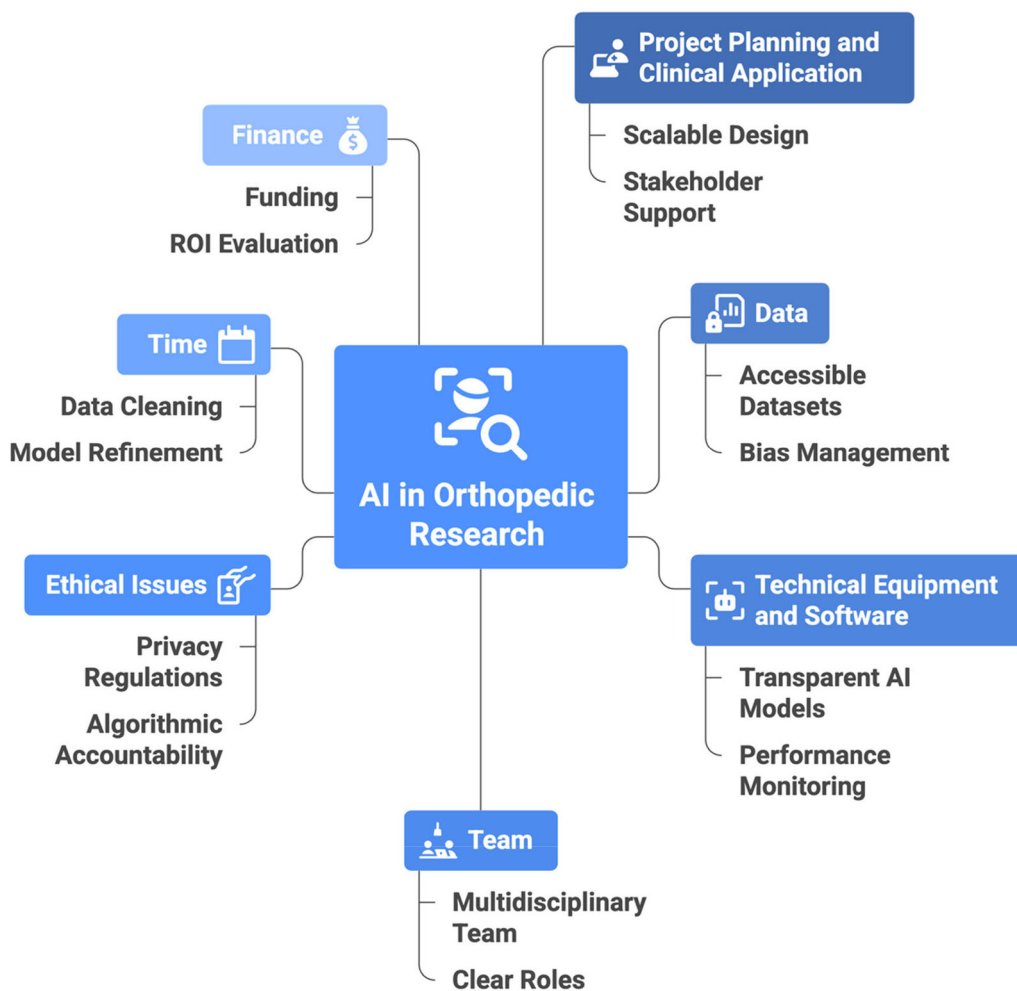 Project Planning and
Clinical Application
Scalable Design
Stakeholder
Support
Finance
$
Funding
ROI Evaluation
Data
Accessible
Datasets
Bias Management
Time
Data Cleaning
Model Refinement
AI in Orthopedic
Research
Ethical Issues
Privacy
Regulations
Algorithmic
Accountability
Technical Equipment
and Software
Transparent AI
Models
Performance
Monitoring
Team
Multidisciplinary
Team
Clear Roles